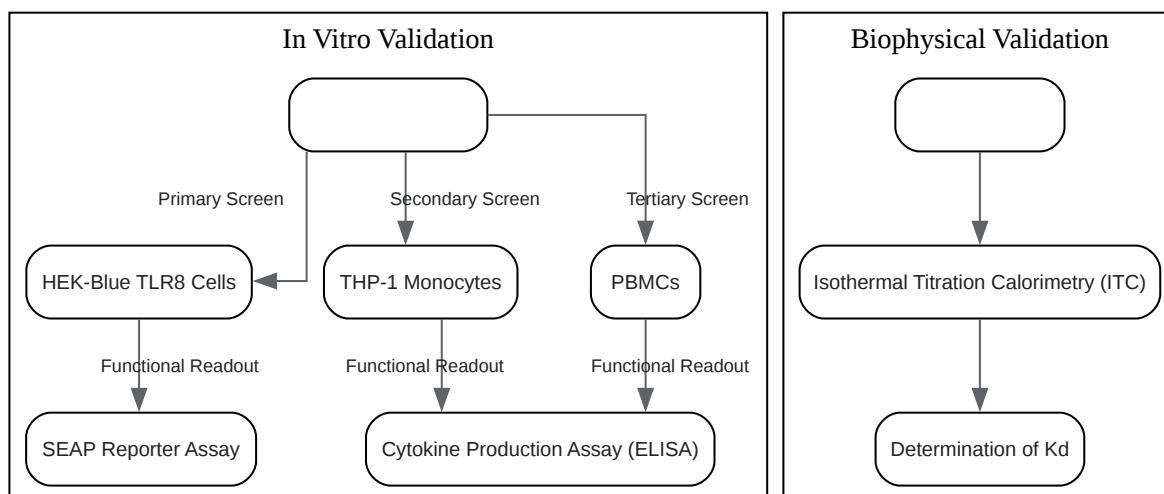 In Vitro Validation
Biophysical Validation
Primary Screen
Secondary Screen
Tertiary Screen
HEK-Blue TLR8 Cells
THP-1 Monocytes
PBMCs
Isothermal Titration Calorimetry (ITC)
Functional Readout
Functional Readout
Functional Readout
SEAP Reporter Assay
Cytokine Production Assay (ELISA)
Determination of Kd